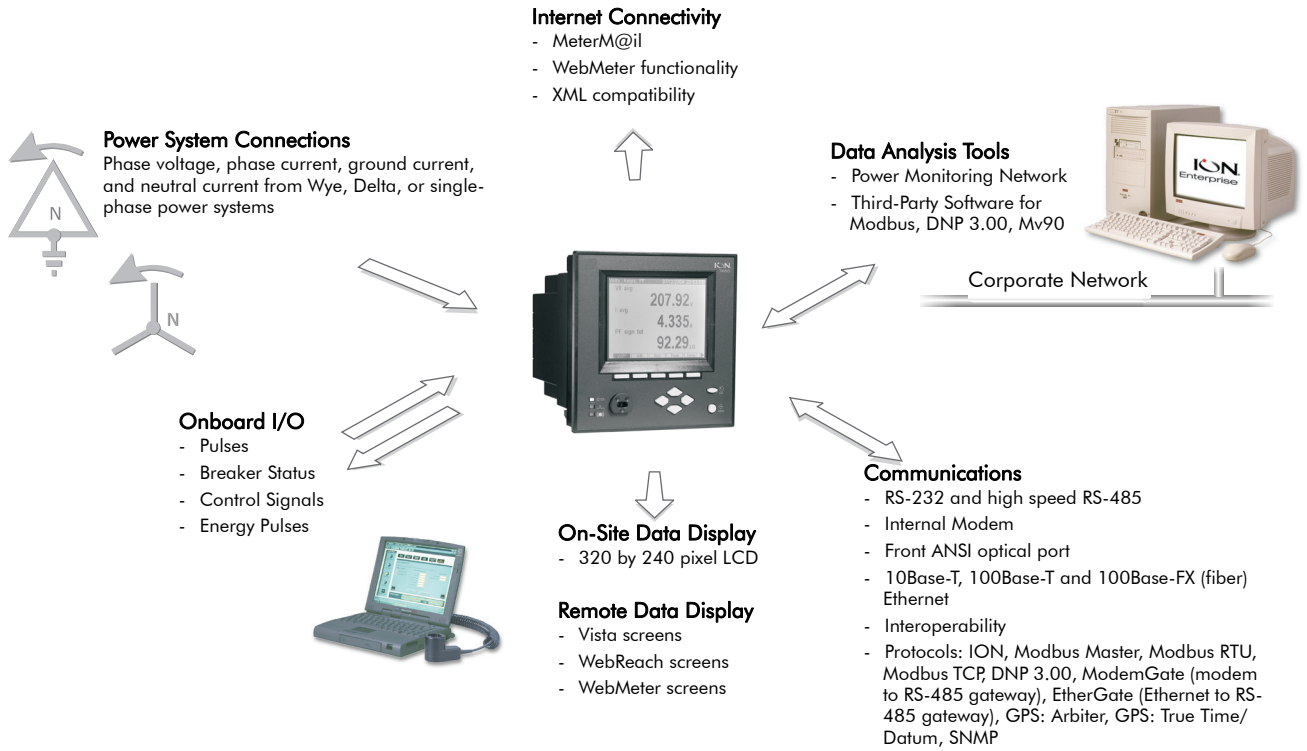 Internet Connectivity
- MeterM@il
- WebMeter functionality
- XML compatibility
Power System Connections
Phase voltage, phase current, ground current,
and neutral current from Wye, Delta, or single-
phase power systems
N
N
Data Analysis Tools
- Power Monitoring Network
- Third-Party Software for
Modbus, DNP 3.00, Mv90
ION
Enterprise
Corporate Network
ION
207.92
4.335
92.29
Onboard I/O
- Pulses
- Breaker Status
- Control Signals
- Energy Pulses
On-Site Data Display
- 320 by 240 pixel LCD
Remote Data Display
- Vista screens
- WebReach screens
- WebMeter screens
Communications
- RS-232 and high speed RS-485
- Internal Modem
- Front ANSI optical port
- 10Base-T, 100Base-T and 100Base-FX (fiber)
Ethernet
- Interoperability
- Protocols: ION, Modbus Master, Modbus RTU,
Modbus TCP, DNP 3.00, ModemGate (modem
to RS-485 gateway), EtherGate (Ethernet to RS-
485 gateway), GPS: Arbiter, GPS: True Time/
Datum, SNMP